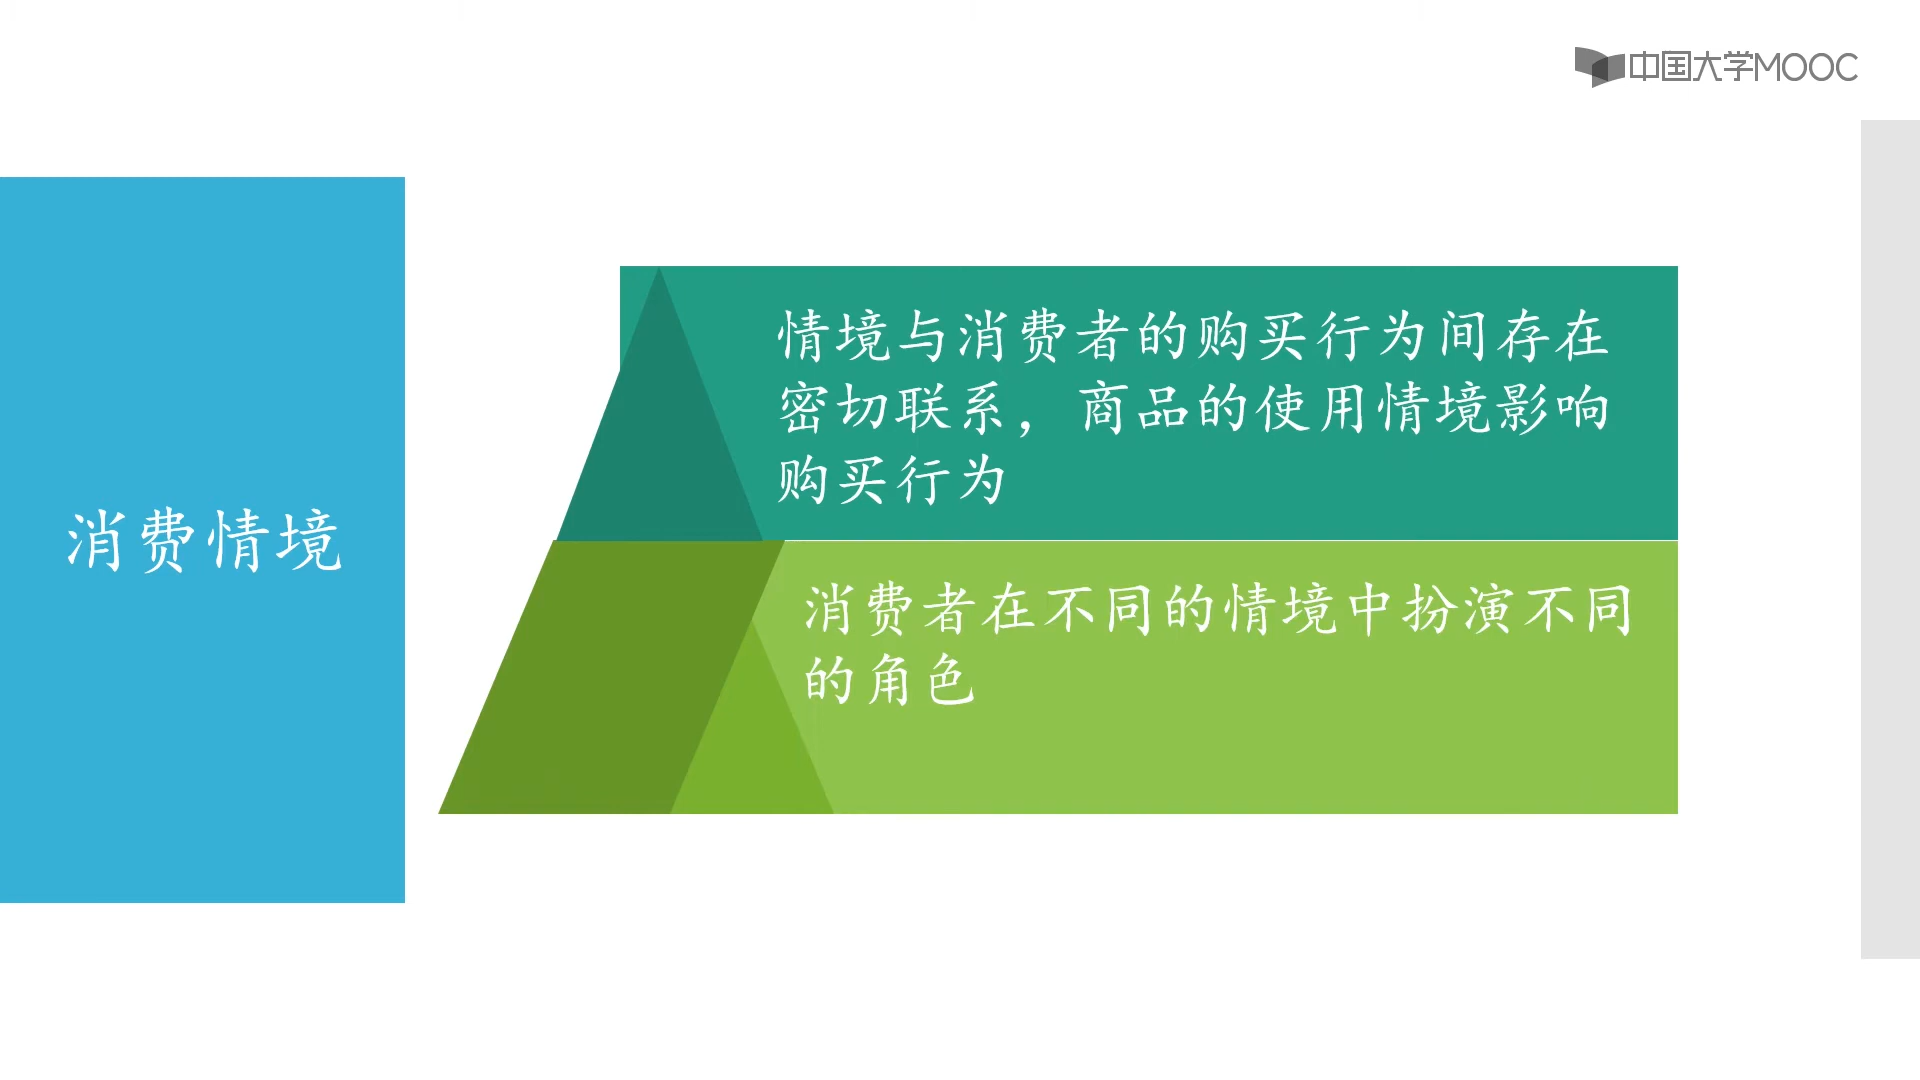 中国大学MOOC
消费情境
情境与消费者的购买行为间存在
密切联系，商品的使用情境影响
购买行为
消费者在不同的情境中扮演不同
的角色